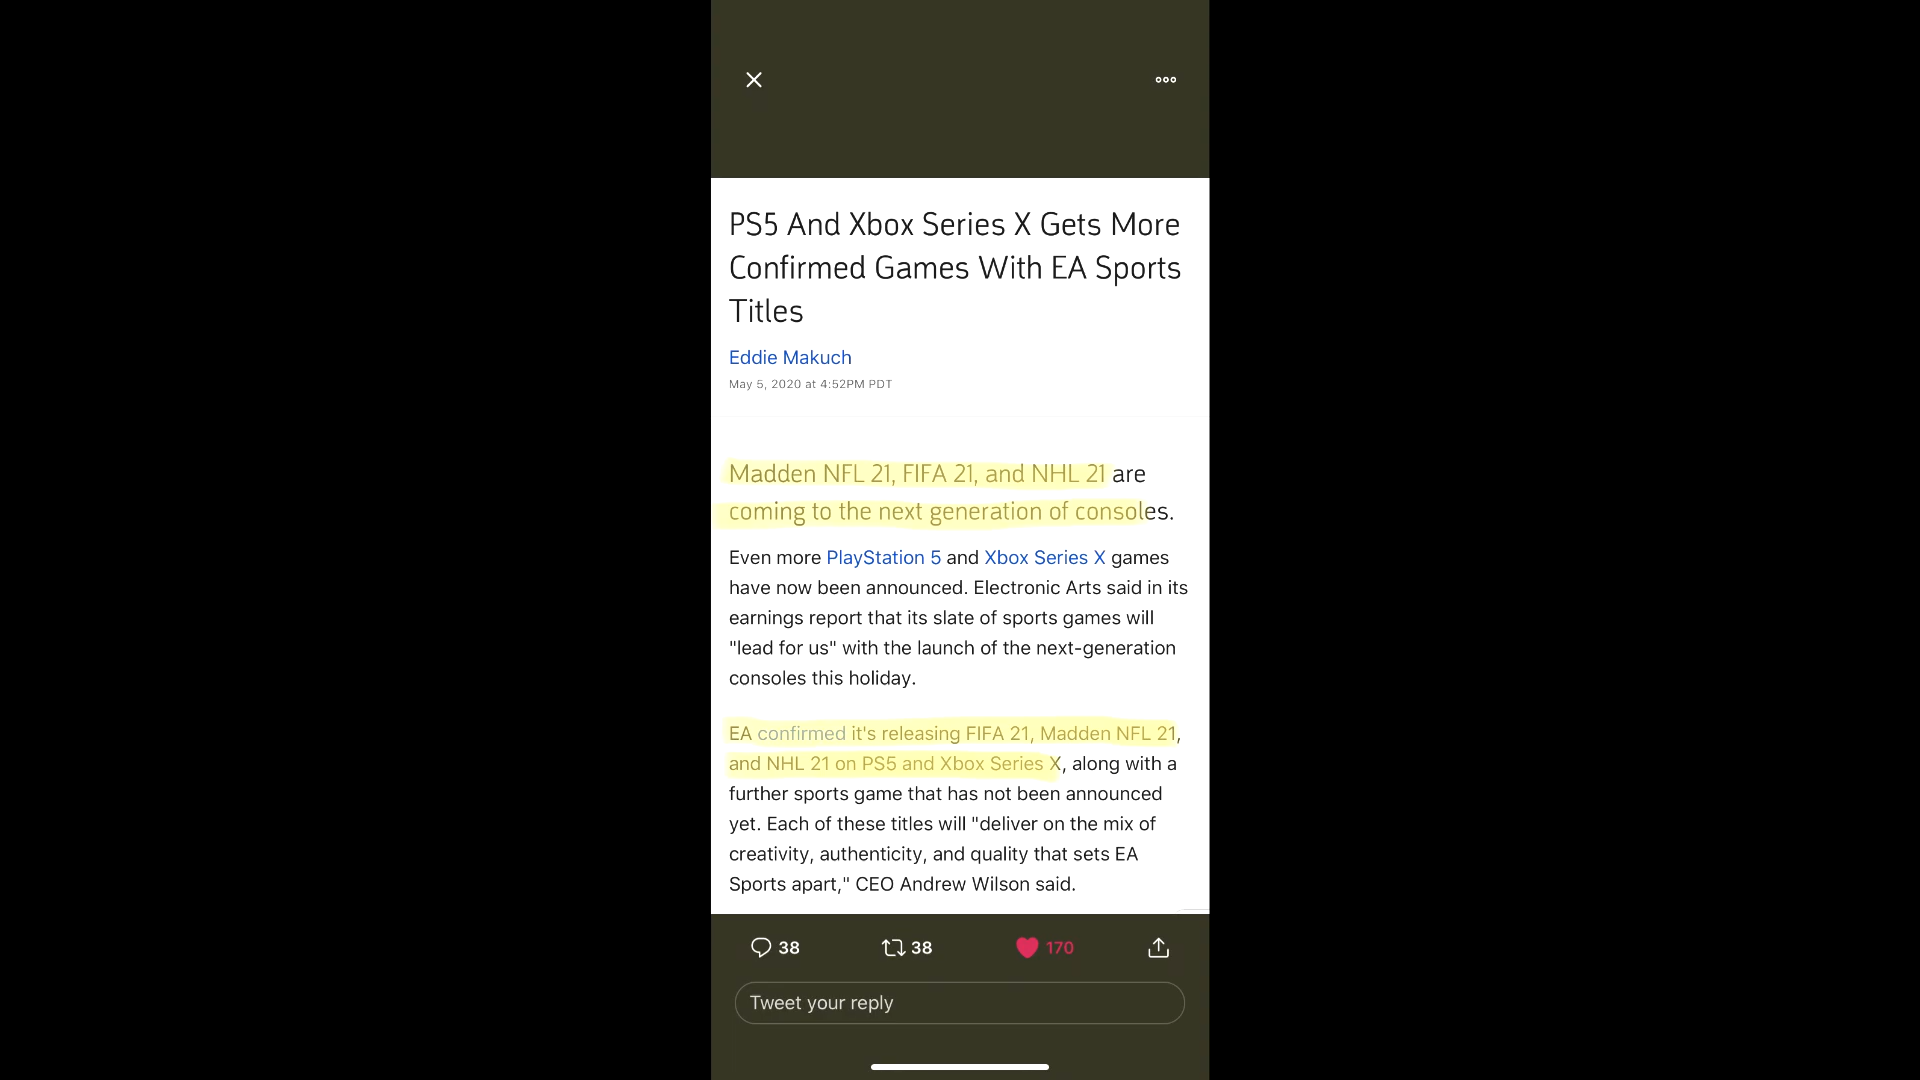 PS5 And Xbox Series X Gets More
Confirmed Games With EA Sports
Titles
Eddie Makuch
May 5, 2020 at 4:52PM PDT
Madden NFL 21, FIFA 21, and NHL 21 are
coming to the next generation of consoles.
Even more PlayStation 5 and Xbox Series X games
have now been announced. Electronic Arts said in its
earnings report that its slate of sports games will
"lead for us" with the launch of the next-generation
consoles this holiday.
EA confirmed it's releasing FIFA 21, Madden NFL 21,
and NHL 21 on PS5 and Xbox Series X, along with a
further sports game that has not been announced
yet. Each of these titles will "deliver on the mix of
creativity, authenticity, and quality that sets EA
Sports apart," CEO Andrew Wilson said.
38 38 170
Tweet your reply